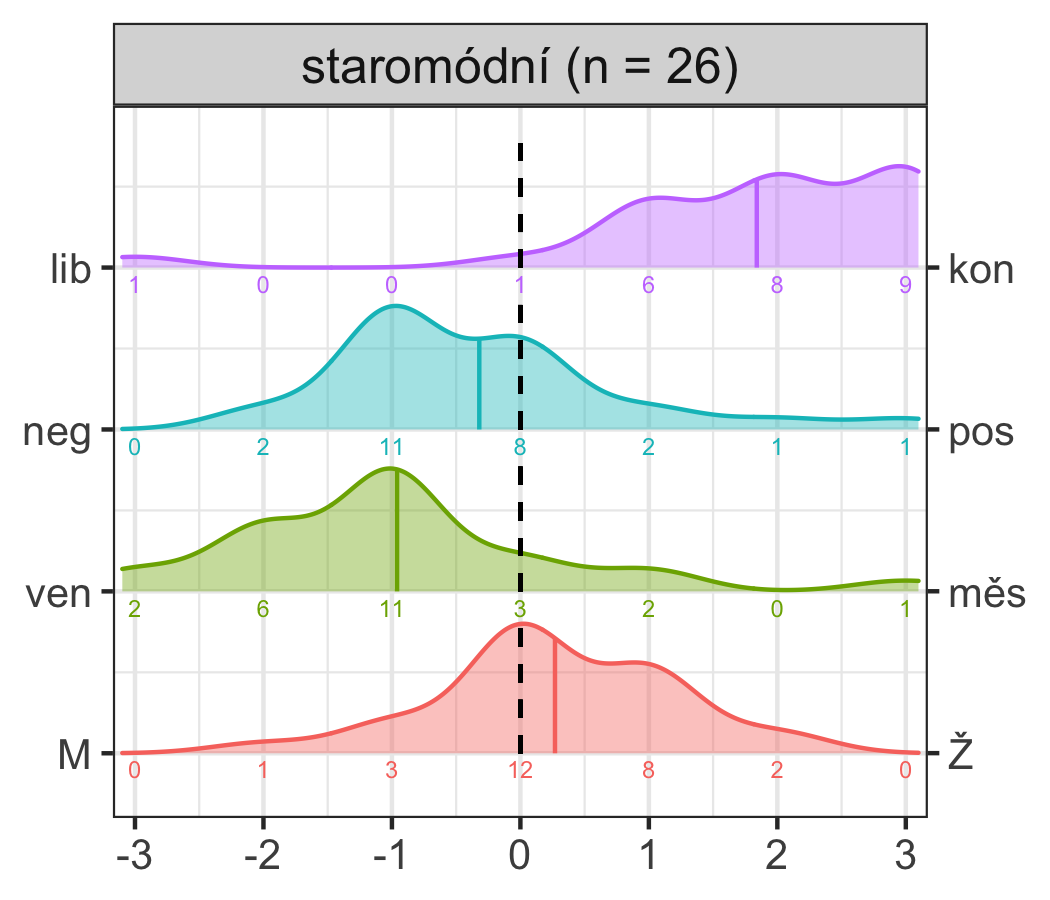 staromódní (n = 26)
lib kon
1 0 0 1 6 8 9
neg pos
0 2 11 8 2 1 1
ven měs
2 6 11 3 2 0 1
M Ž
0 1 3 12 8 2 0
-3 -2 -1 0 1 2 3